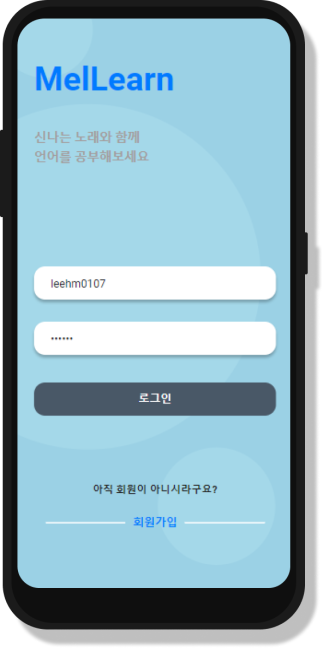 MelLearn
신나는 노래와 함께
언어를 공부해보세요
leehm0107
••••••
로그인
아직 회원이 아니시라구요?
회원가입